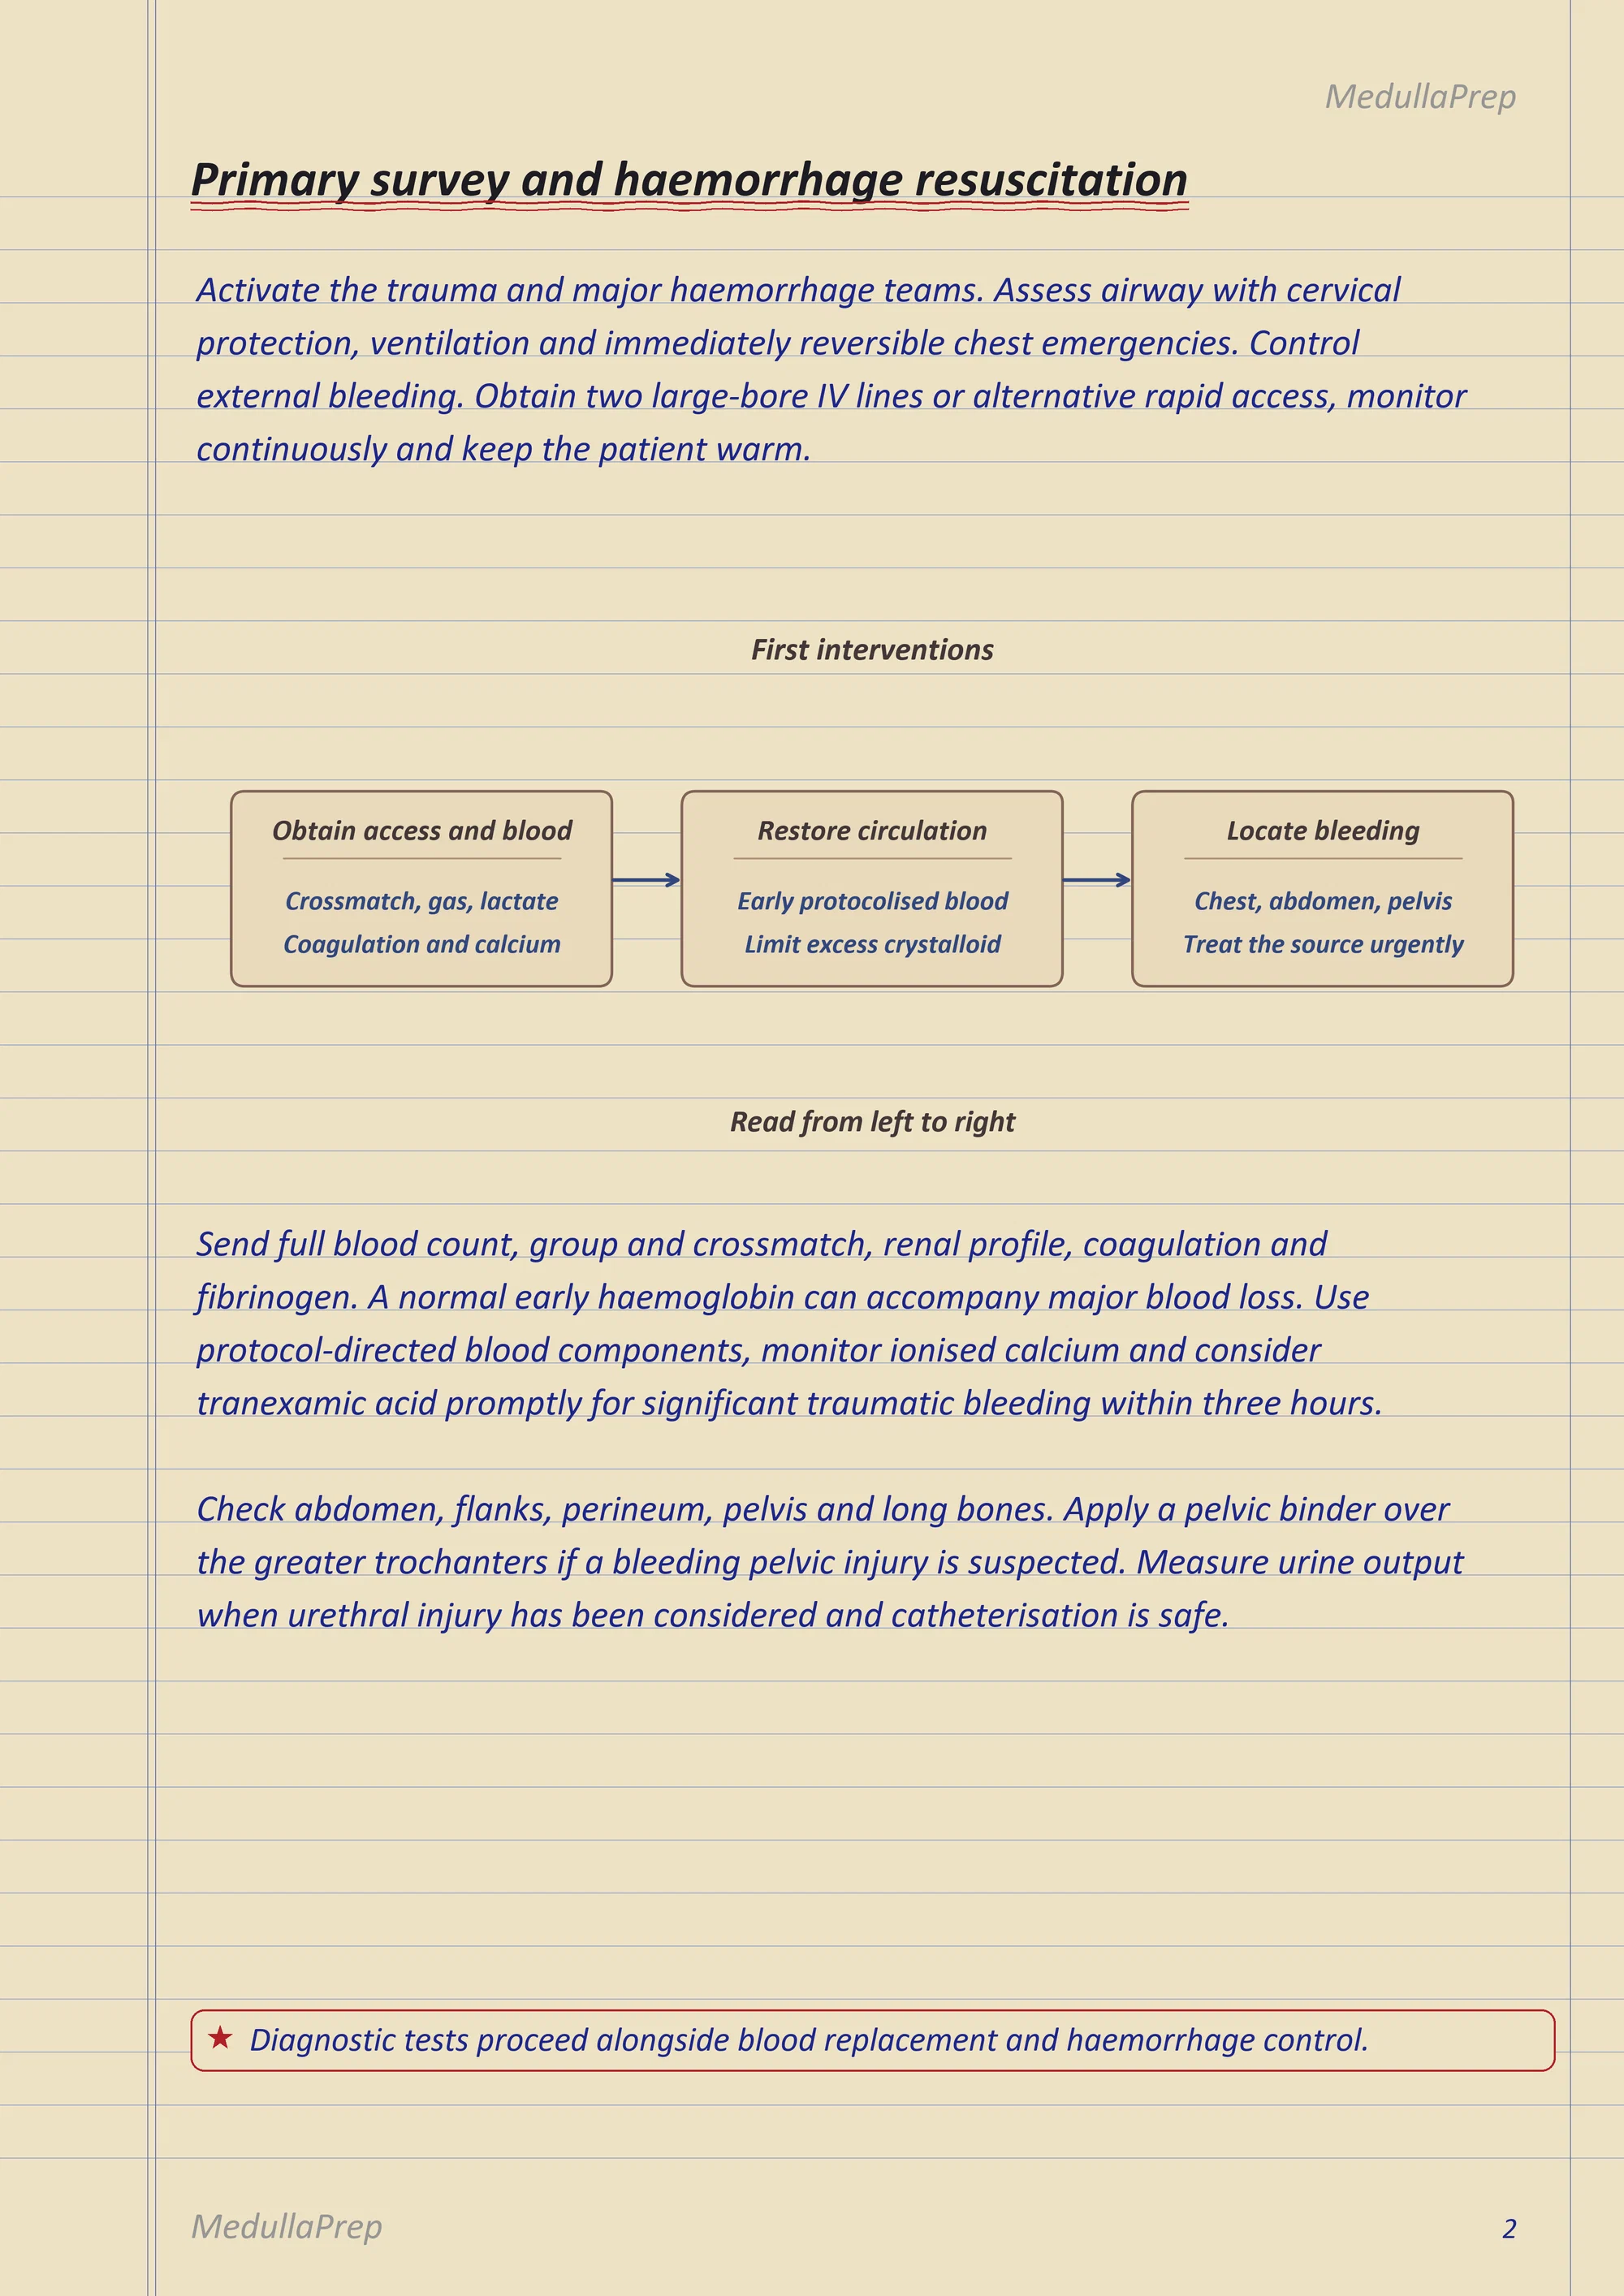 MedullaPrep
Primary survey and haemorrhage resuscitation
Activate the trauma and major haemorrhage teams. Assess airway with cervical
protection, ventilation and immediately reversible chest emergencies. Control
external bleeding. Obtain two large-bore IV lines or alternative rapid access, monitor
continuously and keep the patient warm.
First interventions
Obtain access and blood
Crossmatch, gas, lactate
Coagulation and calcium
Restore circulation
Early protocolised blood
Limit excess crystalloid
Locate bleeding
Chest, abdomen, pelvis
Treat the source urgently
Read from left to right
Send full blood count, group and crossmatch, renal profile, coagulation and
fibrinogen. A normal early haemoglobin can accompany major blood loss. Use
protocol-directed blood components, monitor ionised calcium and consider
tranexamic acid promptly for significant traumatic bleeding within three hours.
Check abdomen, flanks, perineum, pelvis and long bones. Apply a pelvic binder over
the greater trochanters if a bleeding pelvic injury is suspected. Measure urine output
when urethral injury has been considered and catheterisation is safe.
★ Diagnostic tests proceed alongside blood replacement and haemorrhage control.
MedullaPrep
2